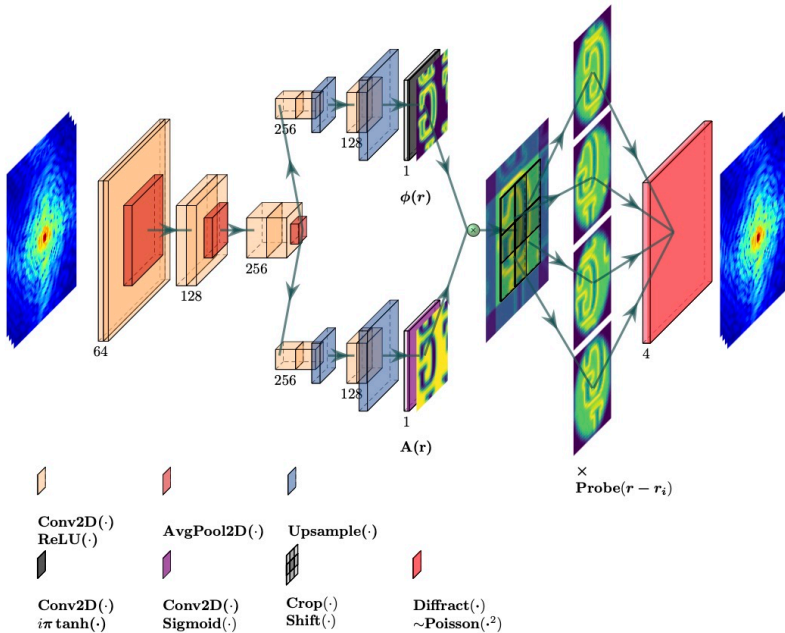 256
128
1
ϕ(r)
64
128
256
256
128
1
A(r)
4
×
Probe(r − rᵢ)
Conv2D(·)
ReLU(·)
AvgPool2D(·)
Upsample(·)
Conv2D(·)
iπ tanh(·)
Conv2D(·)
Sigmoid(·)
Crop(·)
Shift(·)
Diffract(·)
~Poisson(·²)